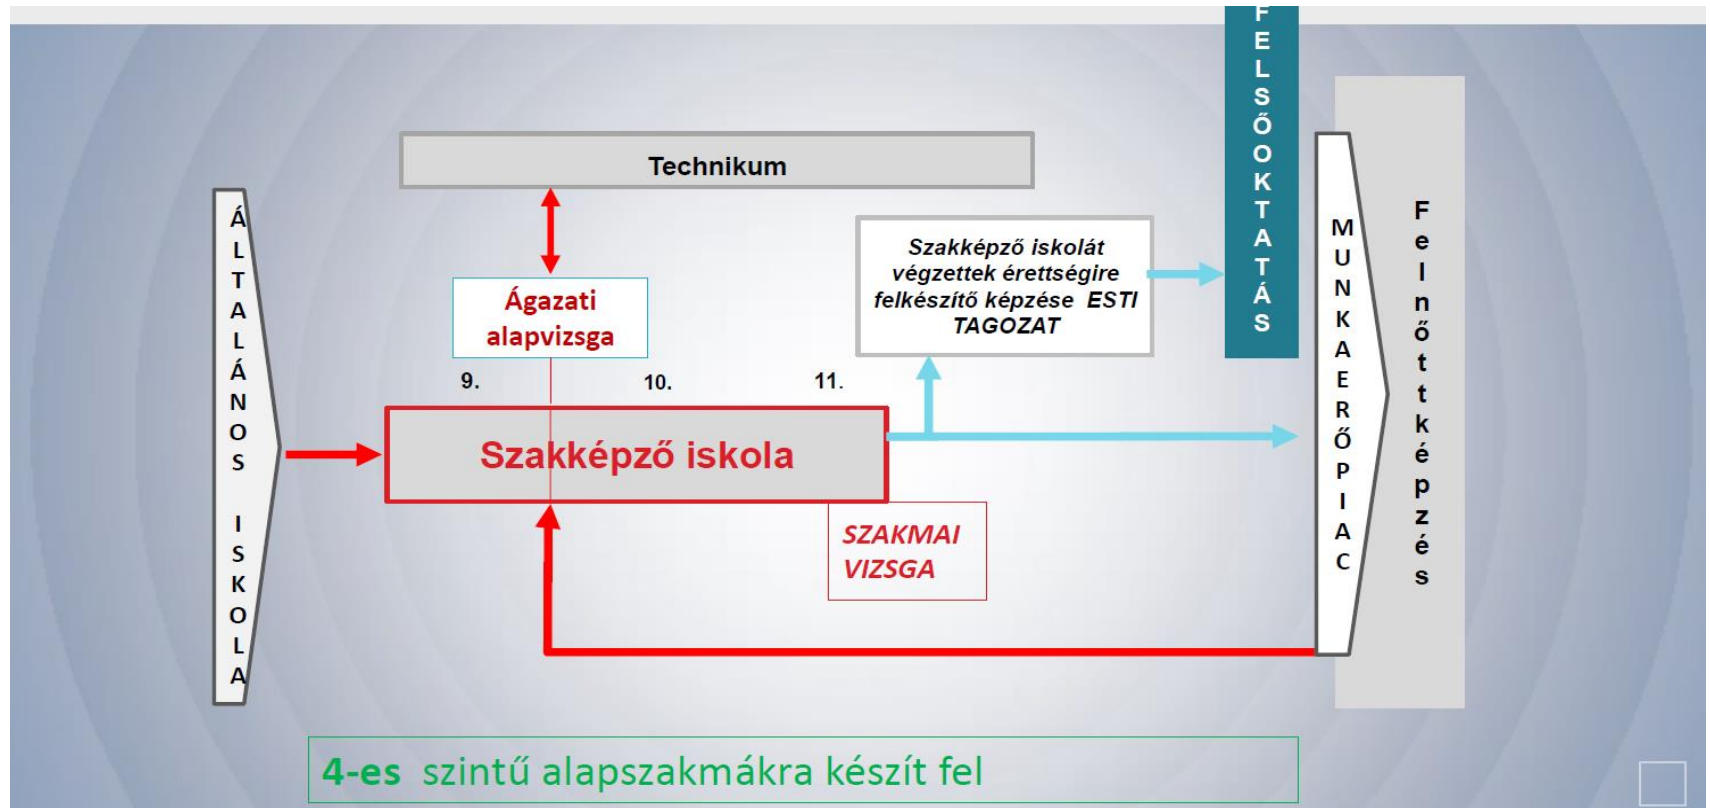 FELSŐOKTATÁS
Technikum
ÁLTALÁNOS ISKOLA
Szakképző iskolát
végzettek érettségire
felkészítő képzése ESTI
TAGOZAT
MUNKAERŐPIAC
Felnőttképzés
Ágazati
alapvizsga
9.
10.
11.
Szakképző iskola
SZAKMAI
VIZSGA
4-es szintű alapszakmákra készít fel